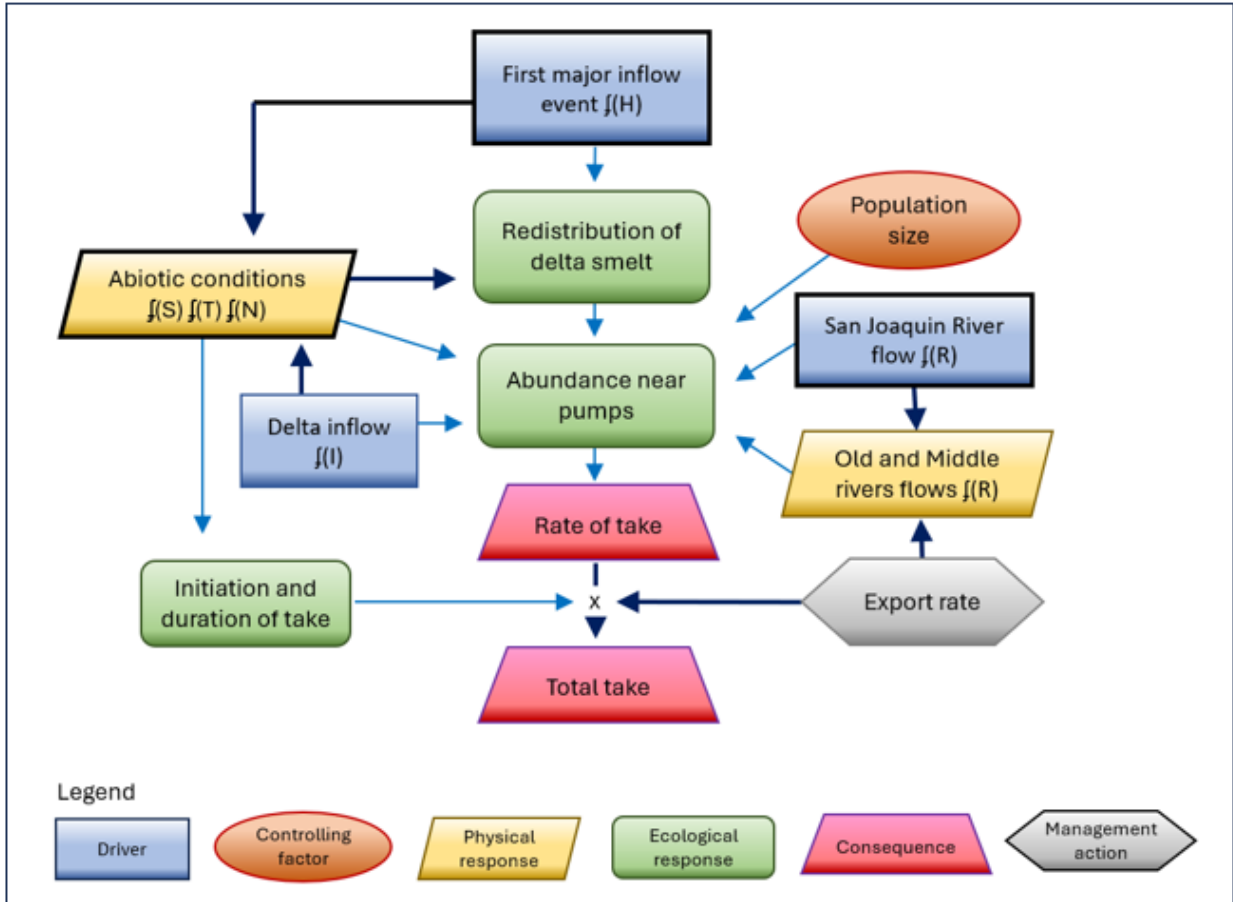 First major inflow
event ʄ(H)
Redistribution of
delta smelt
Population
size
Abiotic conditions
ʄ(S) ʄ(T) ʄ(N)
San Joaquin River
flow ʄ(R)
Abundance near
pumps
Delta inflow
ʄ(I)
Old and Middle
rivers flows ʄ(R)
Rate of take
Initiation and
duration of take
x
Export rate
Total take
Legend
Driver
Controlling
factor
Physical
response
Ecological
response
Consequence
Management
action